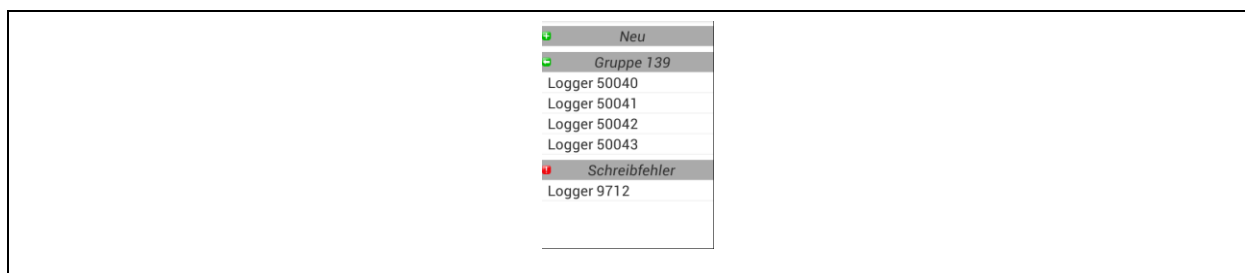 Neu
Gruppe 139
Logger 50040
Logger 50041
Logger 50042
Logger 50043
Schreibfehler
Logger 9712